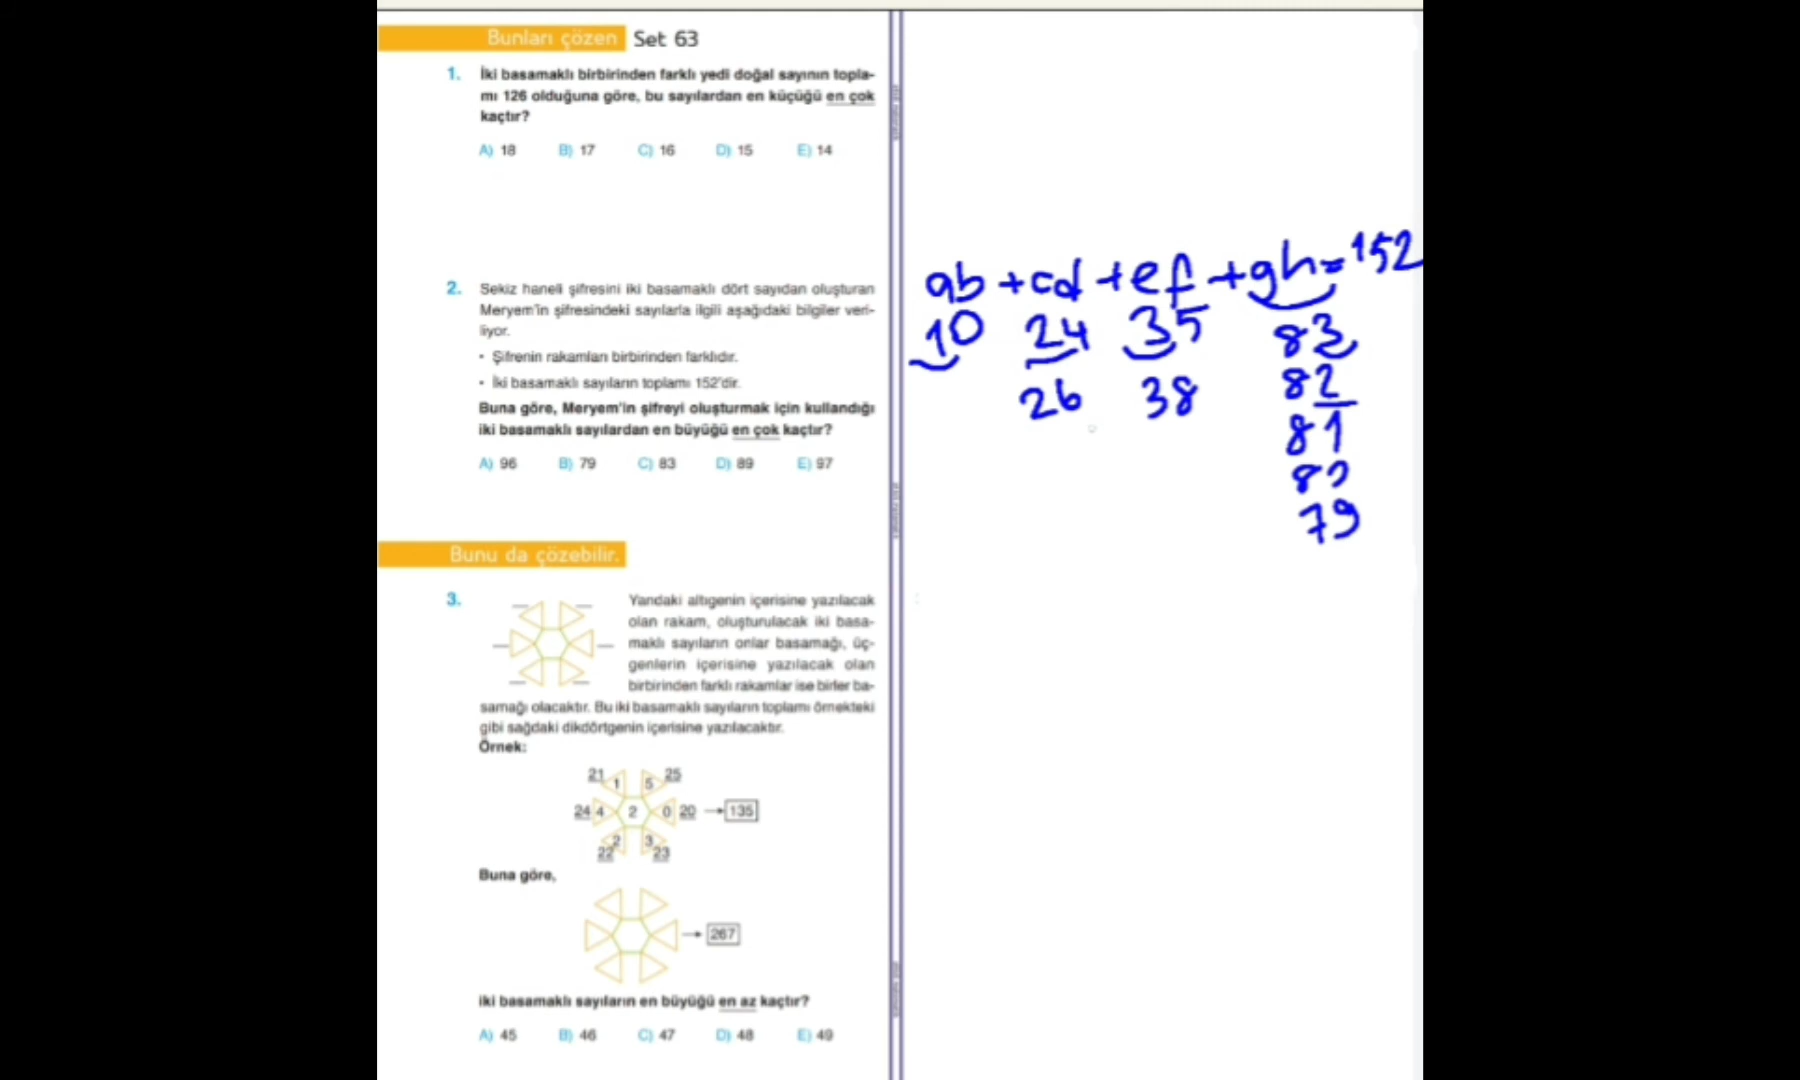 Bunları çözen Set 63
1. İki basamaklı birbirinden farklı yedi doğal sayının topla-
mı 126 olduğuna göre, bu sayılardan en küçüğü en çok
kaçtır?
A) 18 B) 17 C) 16 D) 15 E) 14
2. Sekiz haneli şifresini iki basamaklı dört sayıdan oluşturan
Meryem'in şifresindeki sayılarla ilgili aşağıdaki bilgiler veri-
liyor.
• Şifrenin rakamları birbirinden farklıdır.
• İki basamaklı sayıların toplamı 152'dir.
Buna göre, Meryem'in şifreyi oluşturmak için kullandığı
iki basamaklı sayılardan en büyüğü en çok kaçtır?
A) 96 B) 79 C) 83 D) 89 E) 97
Bunu da çözebilir.
3. Yandaki altıgenin içerisine yazılacak
olan rakam, oluşturulacak iki basa-
maklı sayıların onlar basamağı, üç-
genlerin içerisine yazılacak olan
birbirinden farklı rakamlar ise birler ba-
samağı olacaktır. Bu iki basamaklı sayıların toplamı örnekteki
gibi sağdaki dikdörtgenin içerisine yazılacaktır.
Örnek:
21 1 5 25
24 4 2 0 20 → 135
22 2 3 23
Buna göre,
→ 267
iki basamaklı sayıların en büyüğü en az kaçtır?
A) 45 B) 46 C) 47 D) 48 E) 49
ab + cd + ef + gh = 152
10 24 35 83
26 38 82
81
79